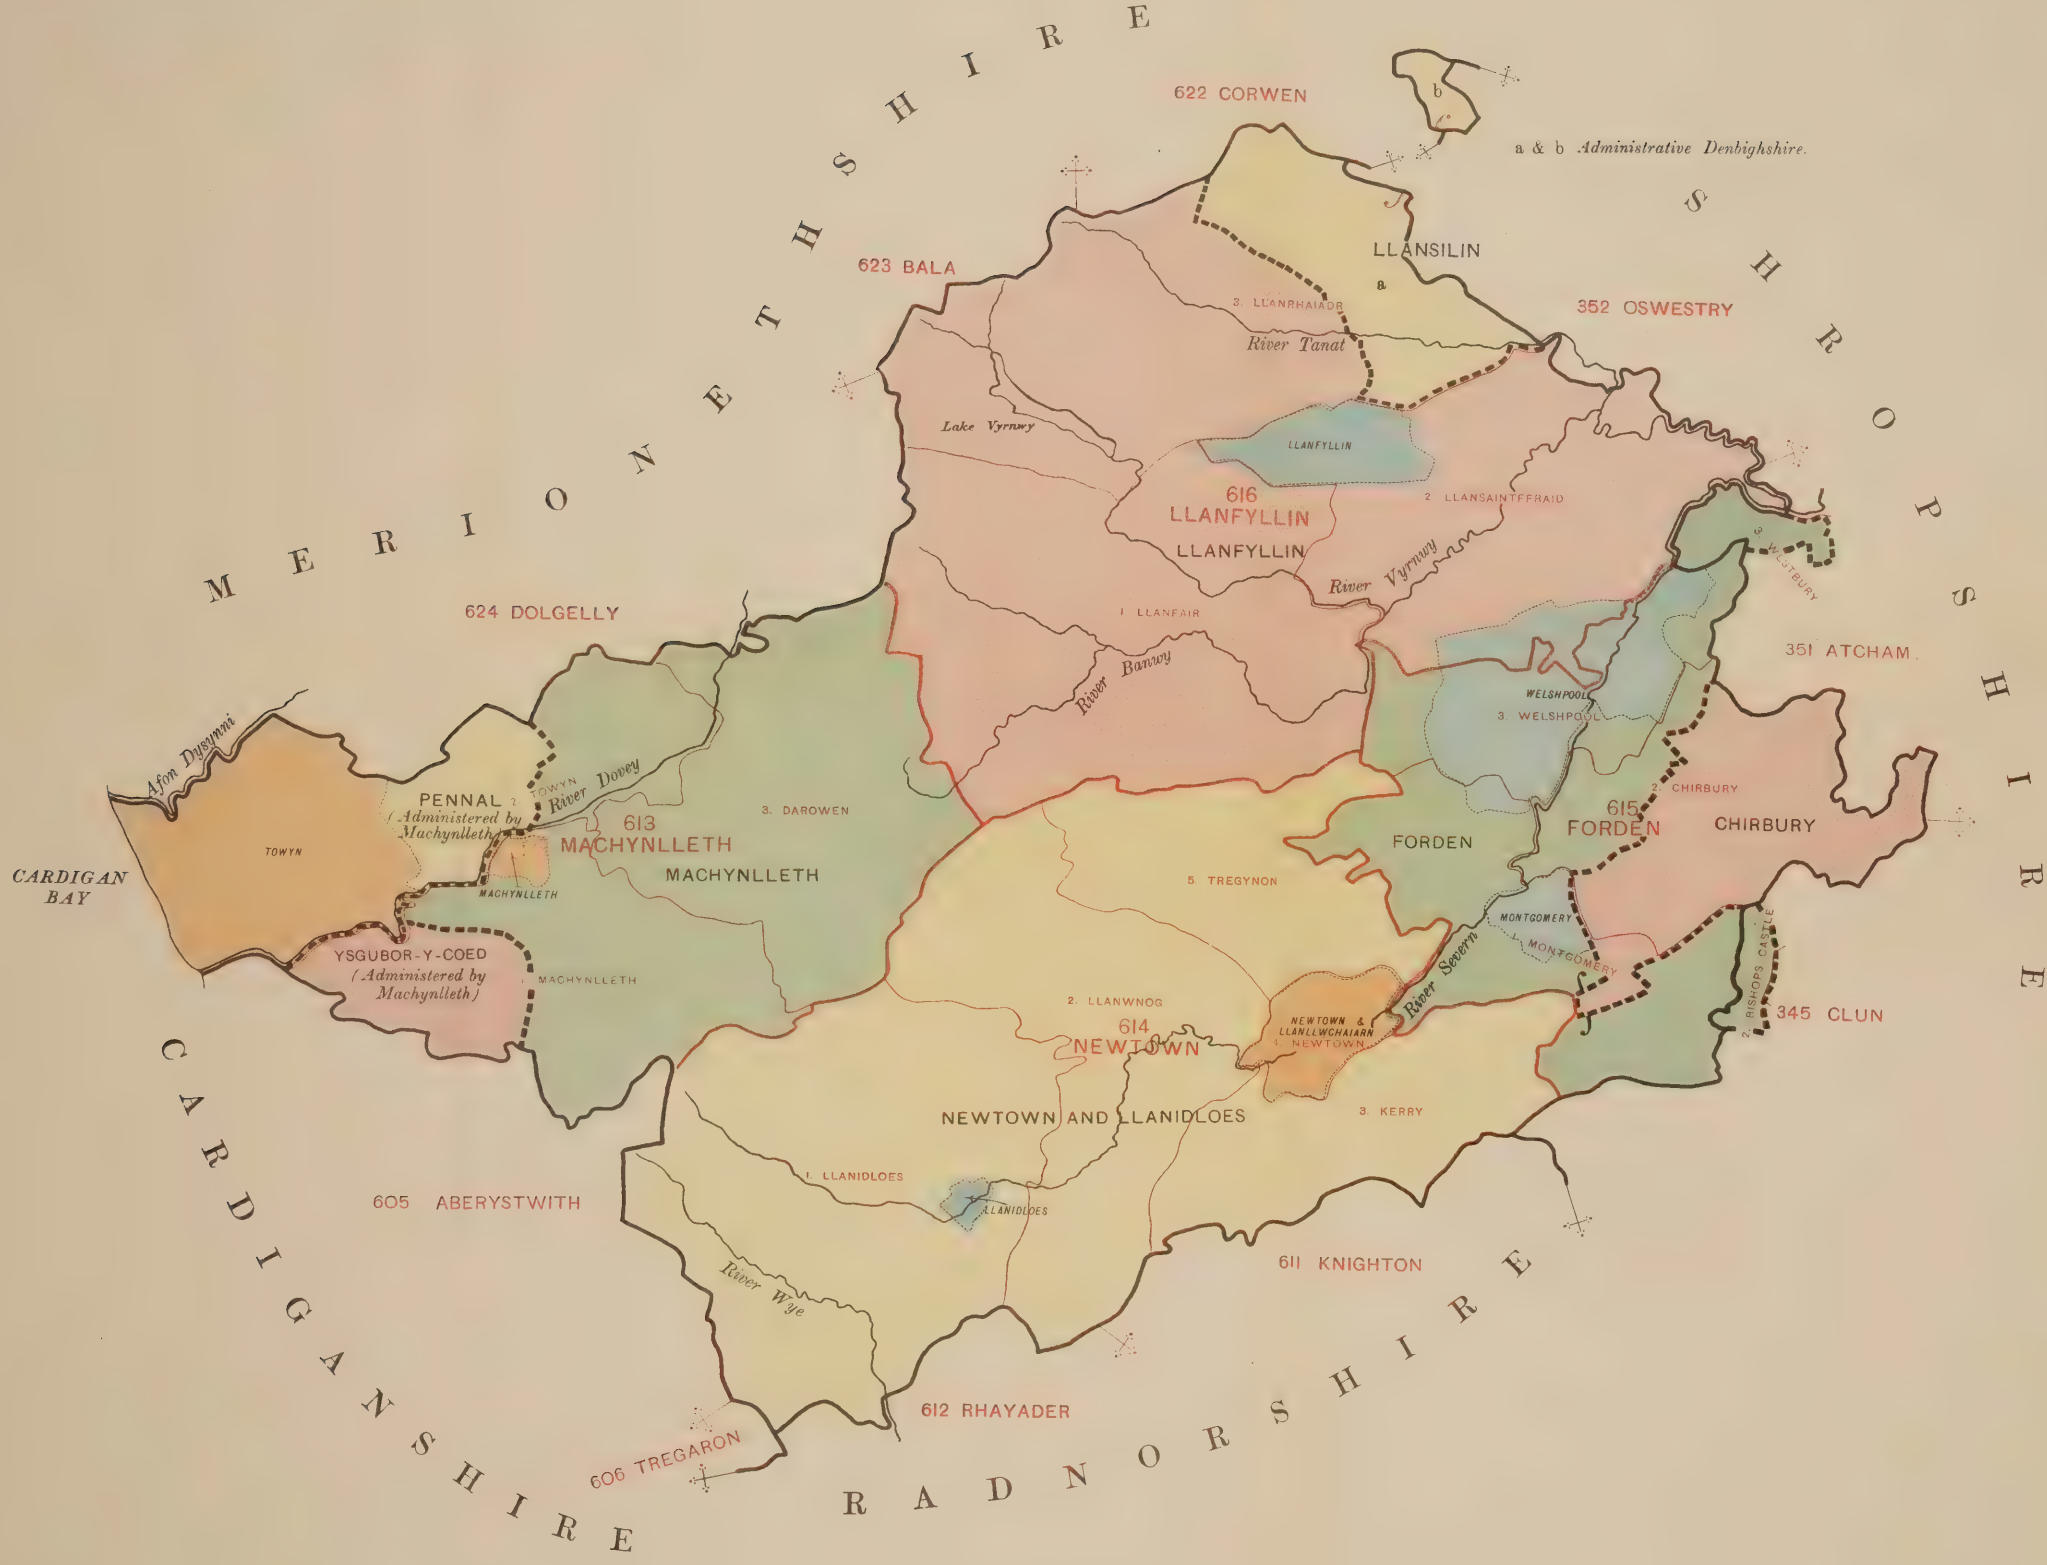 MERIONETHSHIRE
SHROPSHIRE
CARDIGANSHIRE
RADNORSHIRE
622 CORWEN
b
a & b Administrative Denbighshire.
LLANSILIN
a
623 BALA
352 OSWESTRY
3. LLANRHAIADR
River Tanat
Lake Vyrnwy
LLANFYLLIN
616
LLANFYLLIN
LLANFYLLIN
2 LLANSAINTFFRAID
River Vyrnwy
3. WESTBURY
624 DOLGELLY
1 LLANFAIR
River Banwy
351 ATCHAM.
WELSHPOOL
3. WELSHPOOL
Afon Dysynni
PENNAL
(Administered by
Machynlleth)
2
TOWYN
River Dovey
613
MACHYNLLETH
MACHYNLLETH
3. DAROWEN
2. CHIRBURY
615
FORDEN
FORDEN
CHIRBURY
TOWYN
CARDIGAN
BAY
MACHYNLLETH
5. TREGYNON
MONTGOMERY
1. MONTGOMERY
River Severn
YSGUBOR-Y-COED
(Administered by
Machynlleth)
MACHYNLLETH
2. BISHOPS CASTLE
345 CLUN
2. LLANWNOG
614
NEWTOWN
NEWTOWN &
LLANLLWCHAIARN
4. NEWTOWN
NEWTOWN AND LLANIDLOES
3. KERRY
1. LLANIDLOES
LLANIDLOES
605 ABERYSTWITH
River Wye
611 KNIGHTON
612 RHAYADER
606 TREGARON